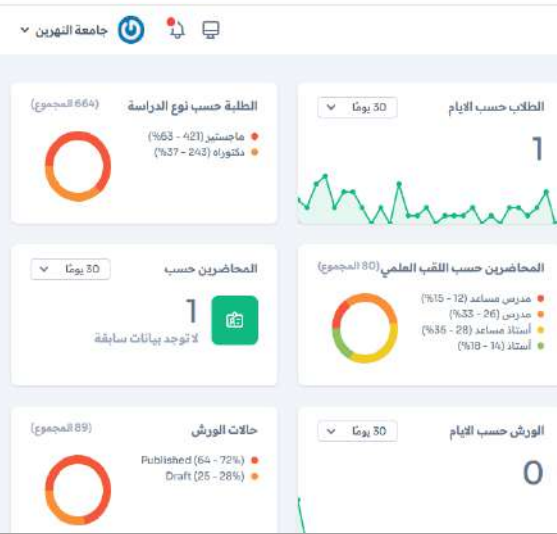 جامعة النهرين
الطلاب حسب الايام
30 يومًا
1
الطلبة حسب نوع الدراسة
(664 المجموع)
ماجستير (421 - 63%)
دكتوراه (243 - 37%)
المحاضرين حسب اللقب العلمي
(80 المجموع)
مدرس مساعد (12 - 15%)
مدرس (26 - 33%)
أستاذ مساعد (28 - 35%)
أستاذ (14 - 18%)
المحاضرين حسب
30 يومًا
1
لا توجد بيانات سابقة
الورش حسب الايام
30 يومًا
0
حالات الورش
(89 المجموع)
Published (64 - 72%)
Draft (25 - 28%)